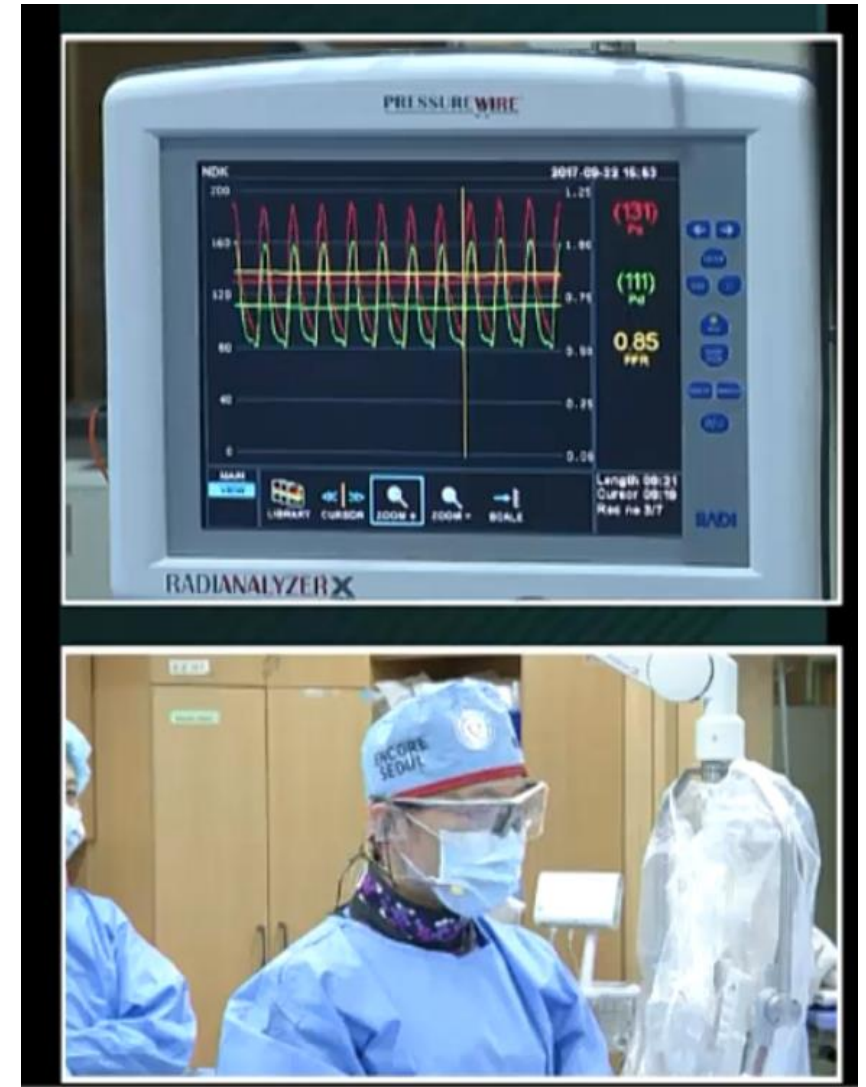 PRESSUREWIRE
NDK 2017-09-22 15:53
200 1.25
160 1.00
120 0.75
80 0.50
40 0.25
0 0.00
(131)
Pa
(111)
Pd
0.85
FFR
MAIN
VIEW
LIBRARY CURSOR ZOOM + ZOOM - SCALE
Length 00:21
Cursor 00:19
Rec no 3/7
RADI
RADIANALYZER X
ENCORE
SEOUL